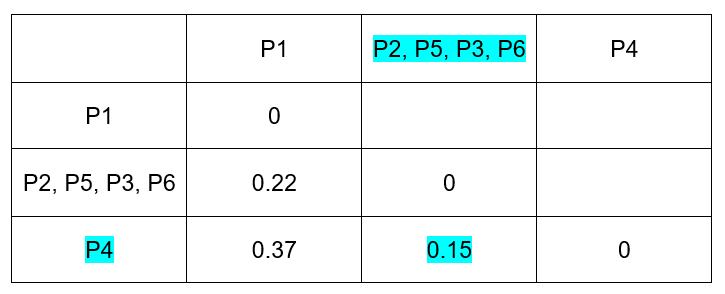 P1 P2, P5, P3, P6 P4
P1 0
P2, P5, P3, P6 0.22 0
P4 0.37 0.15 0